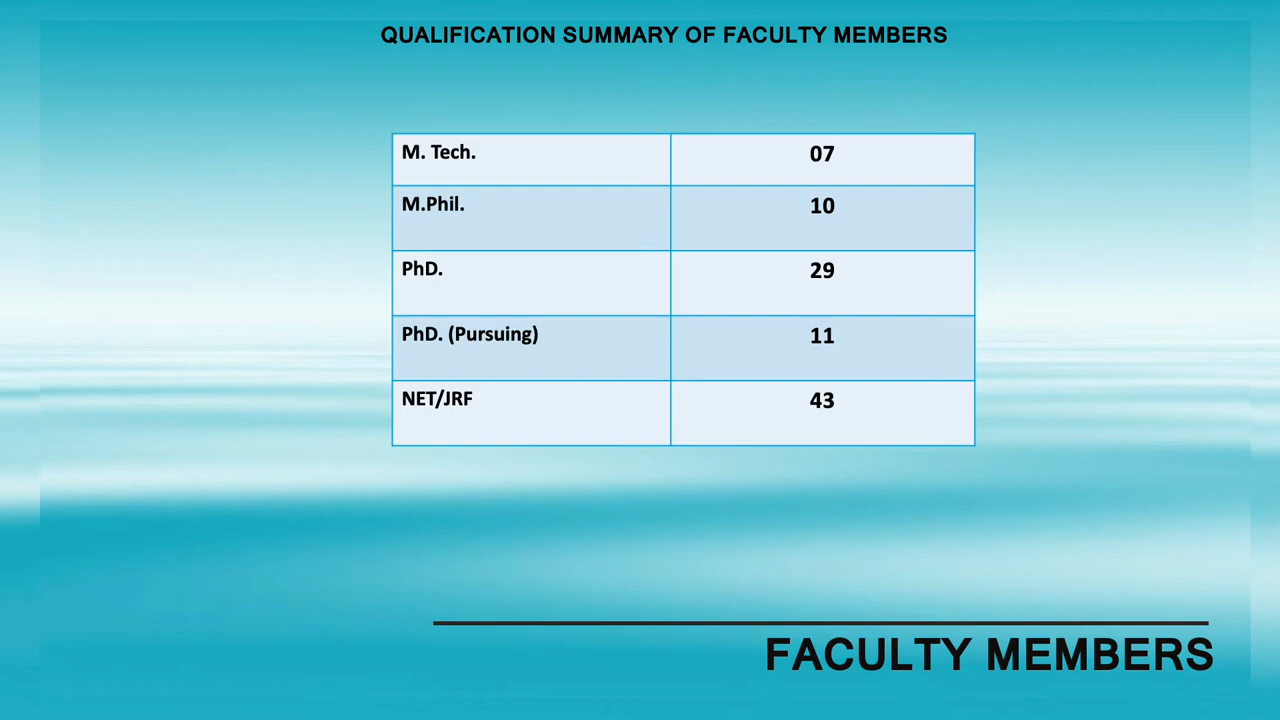 QUALIFICATION SUMMARY OF FACULTY MEMBERS
M. Tech. 07
M.Phil. 10
PhD. 29
PhD. (Pursuing) 11
NET/JRF 43
FACULTY MEMBERS